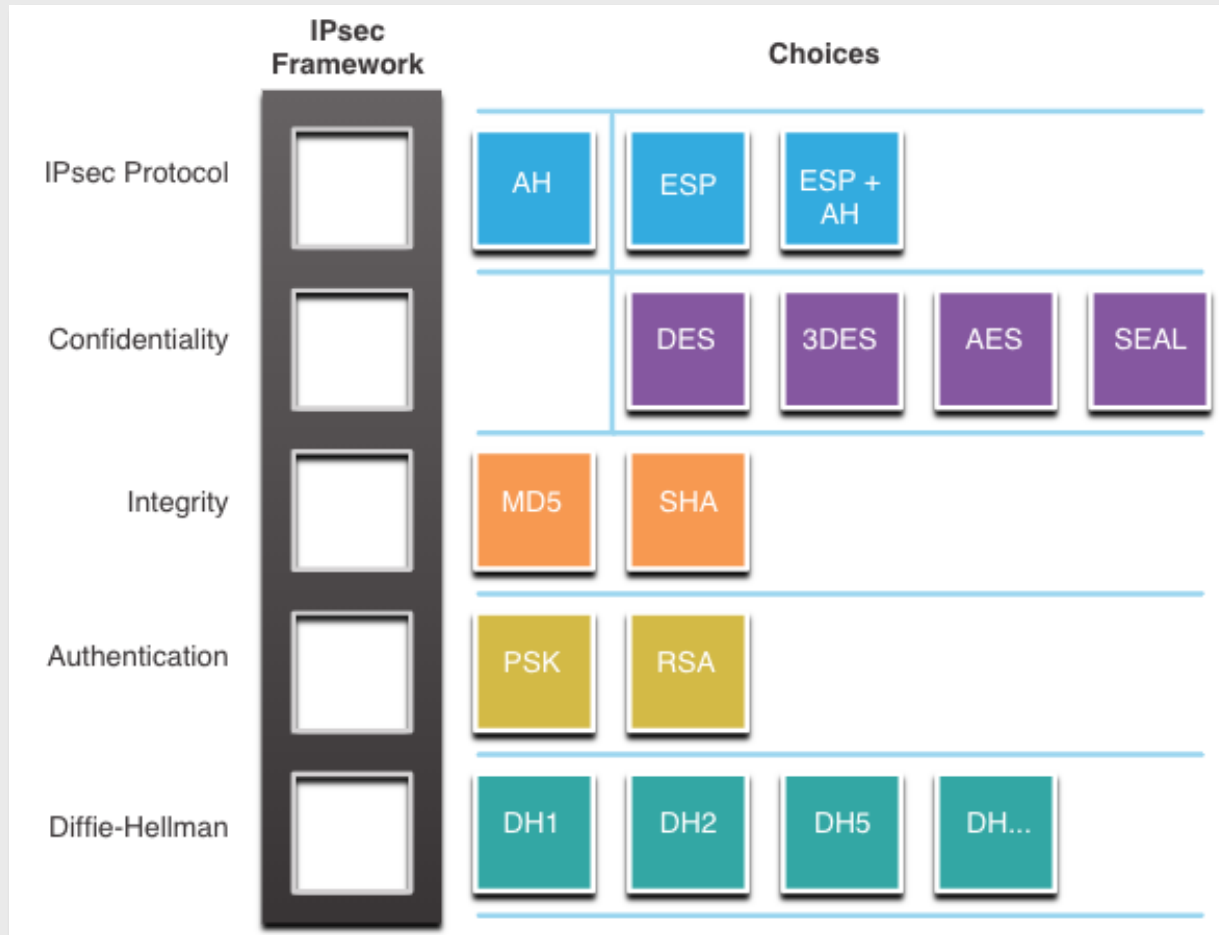 IPsec
Framework
Choices
IPsec Protocol
AH
ESP
ESP +
AH
Confidentiality
DES
3DES
AES
SEAL
Integrity
MD5
SHA
Authentication
PSK
RSA
Diffie-Hellman
DH1
DH2
DH5
DH...